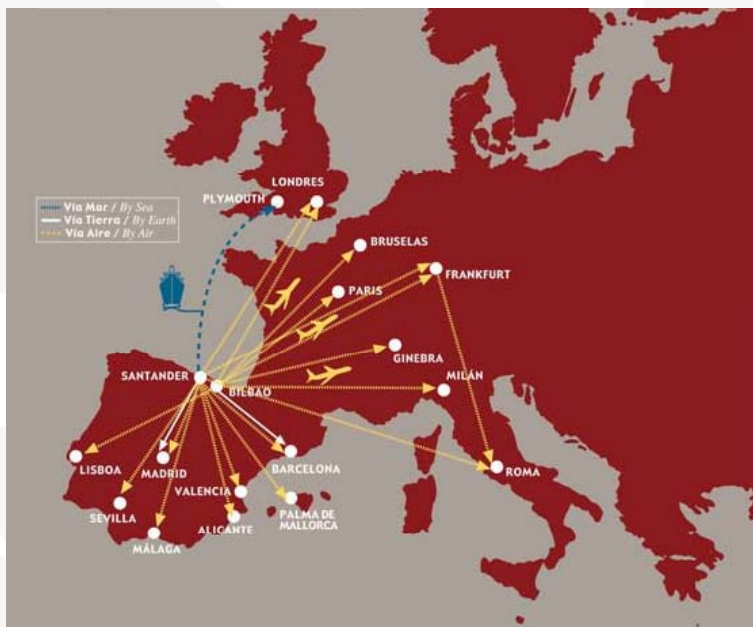 LONDRES
PLYMOUTH
Vía Mar / By Sea
Vía Tierra / By Earth
Vía Aire / By Air
BRUSELAS
FRANKFURT
PARIS
GINEBRA
SANTANDER
MILÁN
BILBAO
LISBOA
MADRID
BARCELONA
ROMA
VALENCIA
SEVILLA
ALICANTE
PALMA DE
MALLORCA
MÁLAGA